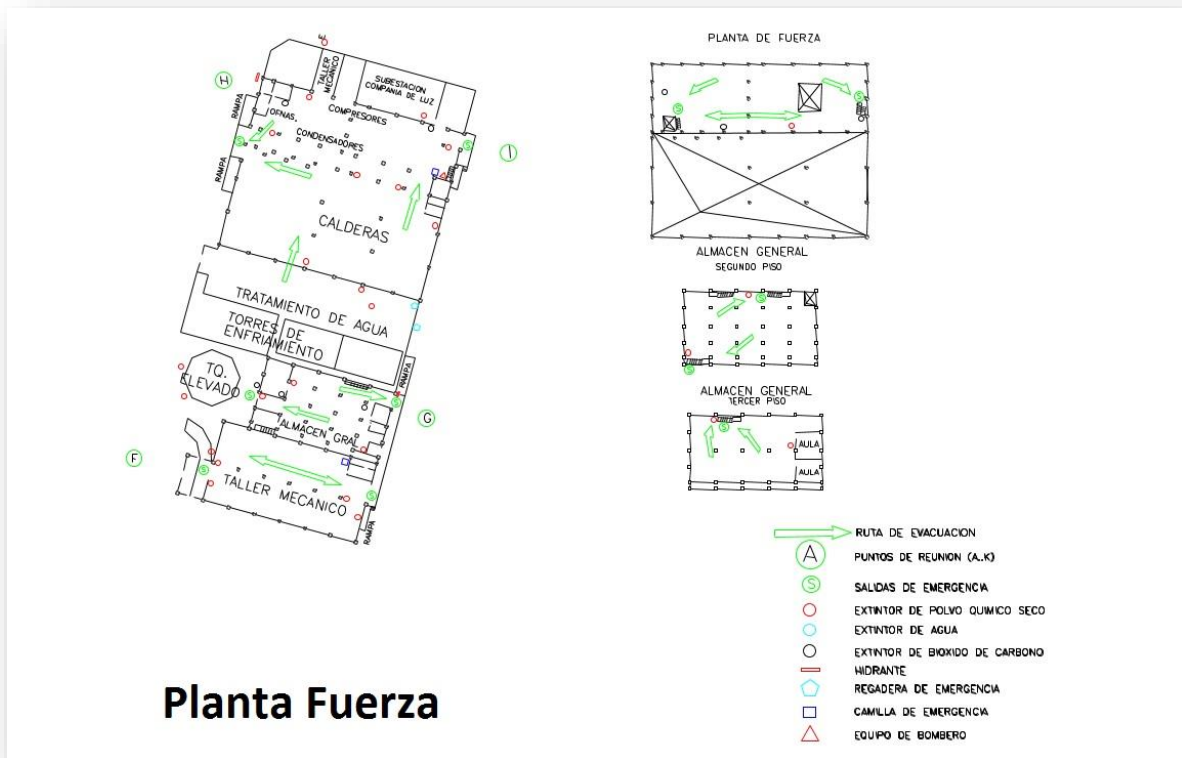 PLANTA DE FUERZA
H
TALLER
MECANICO
SUBESTACION
COMPANIA DE LUZ
RAMPA
OFNAS.
COMPRESORES
CONDENSADORES
S
S
I
RAMPA
CALDERAS
TRATAMIENTO DE AGUA
TORRES DE
ENFRIAMIENTO
TQ.
ELEVADO
RAMPA
S
S
G
ALMACEN GRAL
F
S
TALLER MECANICO
S
RAMPA
S
S
ALMACEN GENERAL
SEGUNDO PISO
S
S
ALMACEN GENERAL
TERCER PISO
S
AULA
AULA
RUTA DE EVACUACION
A PUNTOS DE REUNION (A..K)
S SALIDAS DE EMERGENCIA
EXTINTOR DE POLVO QUIMICO SECO
EXTINTOR DE AGUA
EXTINTOR DE BIOXIDO DE CARBONO
HIDRANTE
REGADERA DE EMERGENCIA
CAMILLA DE EMERGENCIA
EQUIPO DE BOMBERO
Planta Fuerza